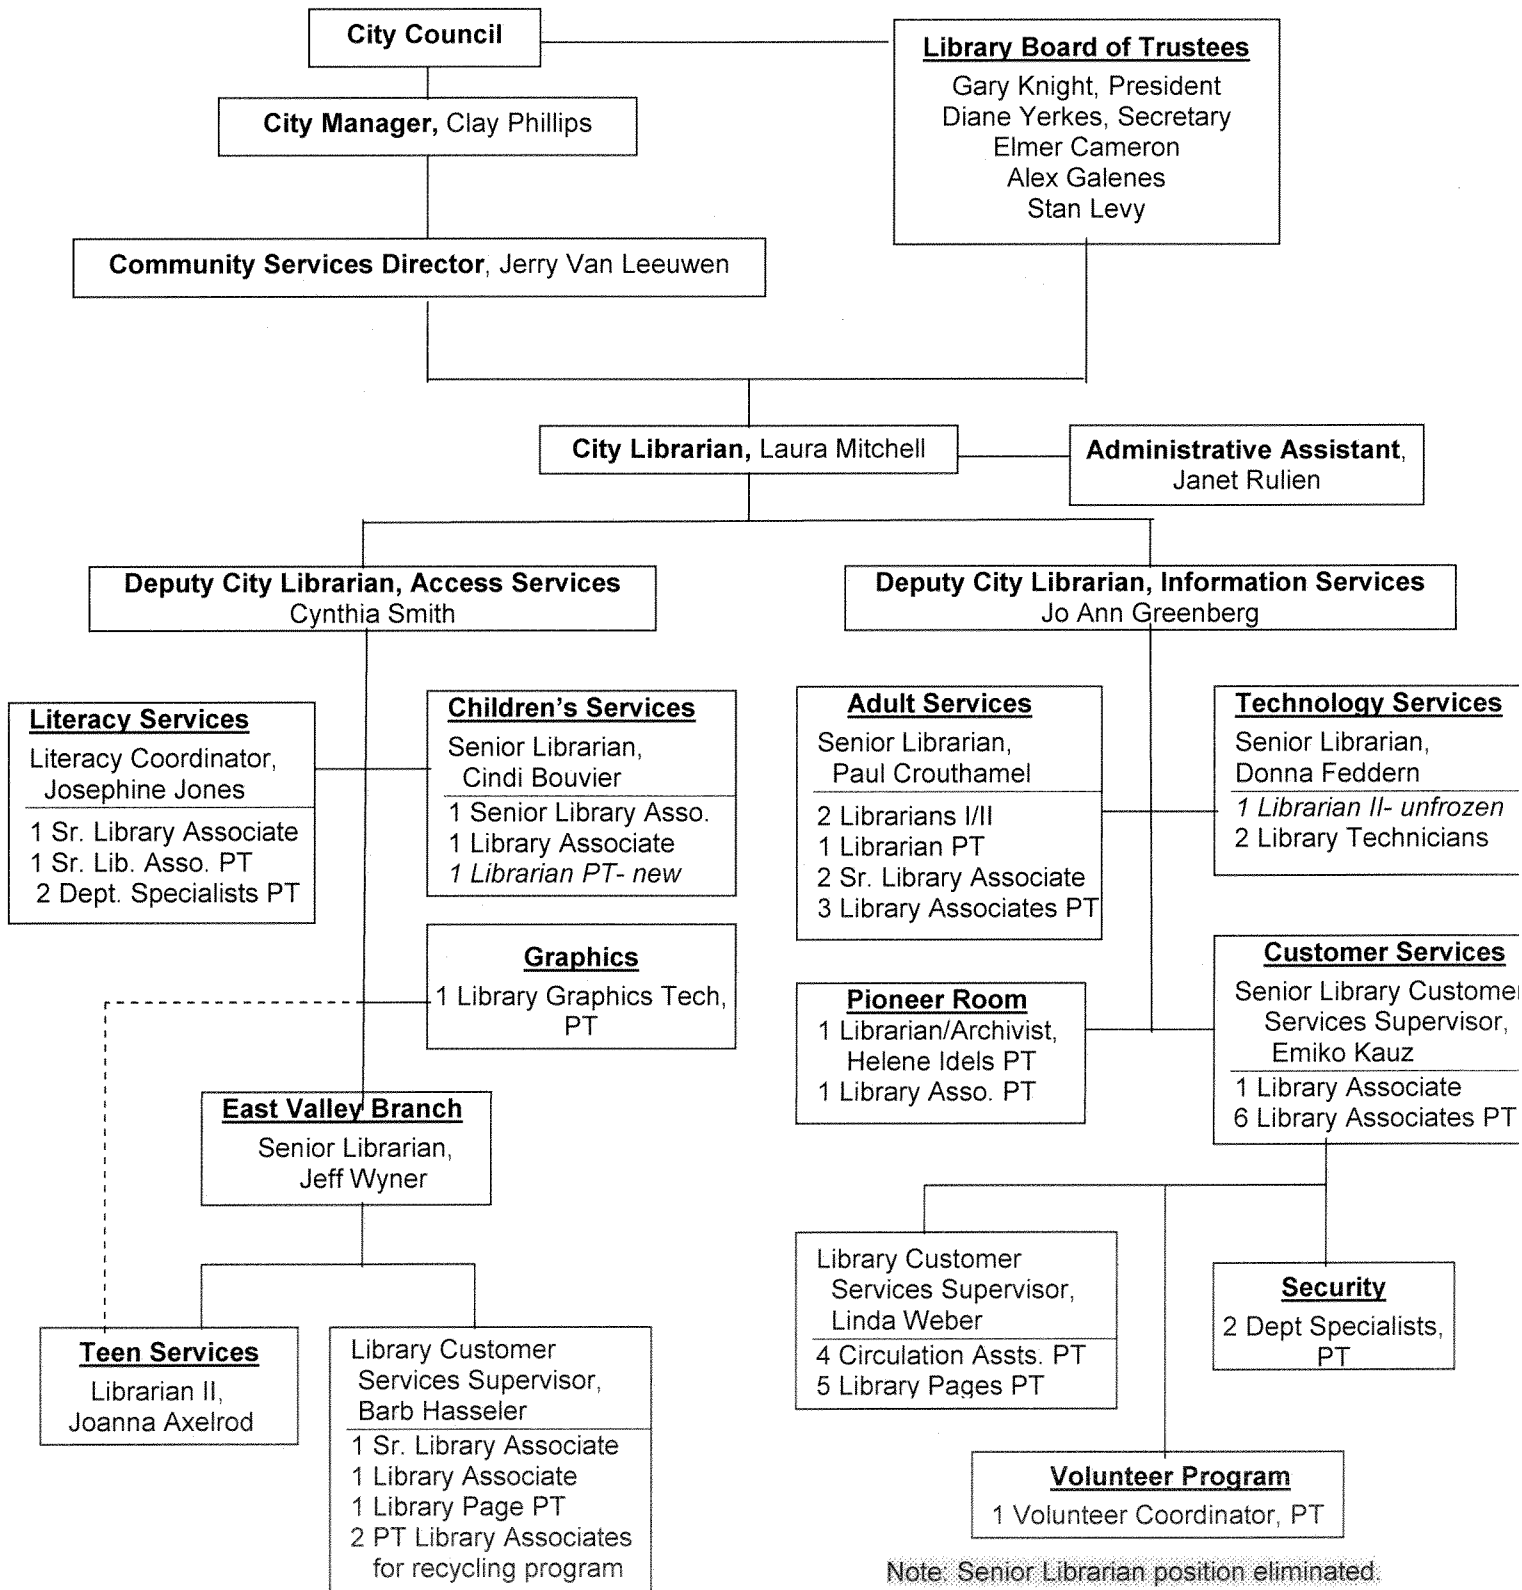 City Council
Library Board of Trustees
Gary Knight, President
Diane Yerkes, Secretary
Elmer Cameron
Alex Galenes
Stan Levy
City Manager, Clay Phillips
Community Services Director, Jerry Van Leeuwen
City Librarian, Laura Mitchell
Administrative Assistant,
Janet Rulien
Deputy City Librarian, Access Services
Cynthia Smith
Deputy City Librarian, Information Services
Jo Ann Greenberg
Literacy Services
Literacy Coordinator,
Josephine Jones
1 Sr. Library Associate
1 Sr. Lib. Asso. PT
2 Dept. Specialists PT
Children's Services
Senior Librarian,
Cindi Bouvier
1 Senior Library Asso.
1 Library Associate
1 Librarian PT- new
Adult Services
Senior Librarian,
Paul Crouthamel
2 Librarians I/II
1 Librarian PT
2 Sr. Library Associate
3 Library Associates PT
Technology Services
Senior Librarian,
Donna Feddern
1 Librarian II- unfrozen
2 Library Technicians
Graphics
1 Library Graphics Tech,
PT
Pioneer Room
1 Librarian/Archivist,
Helene Idels PT
1 Library Asso. PT
Customer Services
Senior Library Customer
Services Supervisor,
Emiko Kauz
1 Library Associate
6 Library Associates PT
East Valley Branch
Senior Librarian,
Jeff Wyner
Teen Services
Librarian II,
Joanna Axelrod
Library Customer
Services Supervisor,
Barb Hasseler
1 Sr. Library Associate
1 Library Associate
1 Library Page PT
2 PT Library Associates
for recycling program
Library Customer
Services Supervisor,
Linda Weber
4 Circulation Assts. PT
5 Library Pages PT
Security
2 Dept Specialists,
PT
Volunteer Program
1 Volunteer Coordinator, PT
Note: Senior Librarian position eliminated.